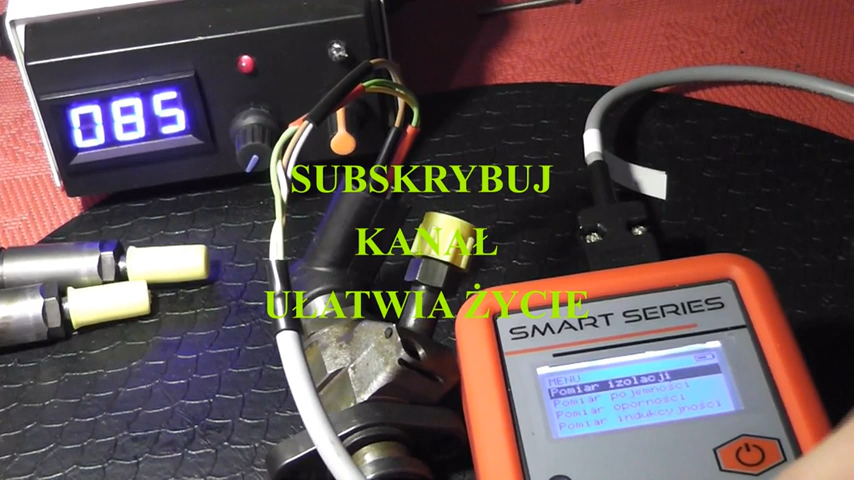 085
SUBSKRYBUJ
KANAŁ
UŁATWIA ŻYCIE
SMART SERIES
MENU
Pomiar izolacji
Pomiar pojemności
Pomiar oporności
Pomiar indukcyjności